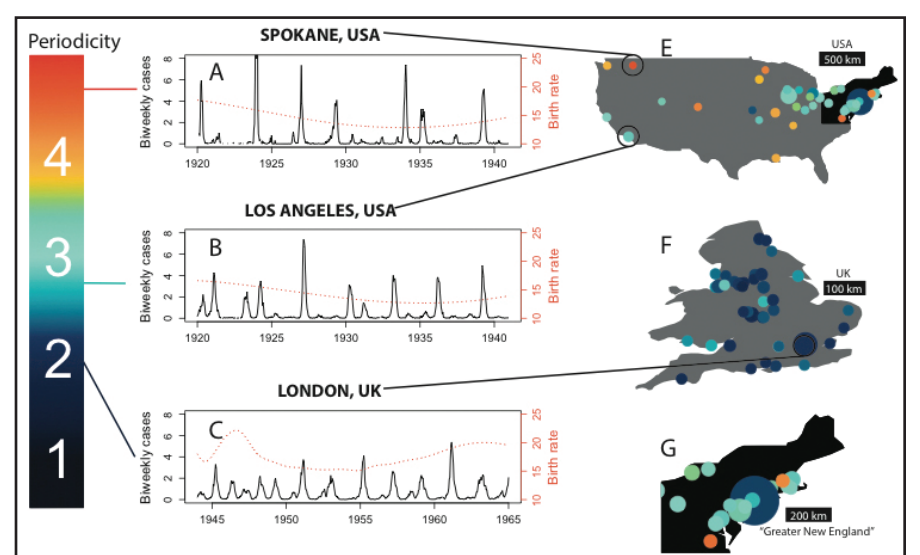 Periodicity
4
3
2
1
SPOKANE, USA
A
Biweekly cases
0 2 4 6 8
Birth rate
10 15 20 25
1920 1925 1930 1935 1940
LOS ANGELES, USA
B
Biweekly cases
0 2 4 6 8
Birth rate
10 15 20 25
1920 1925 1930 1935 1940
LONDON, UK
C
Biweekly cases
0 2 4 6 8
Birth rate
10 15 20 25
1945 1950 1955 1960 1965
E
USA
500 km
F
UK
100 km
G
200 km
"Greater New England"